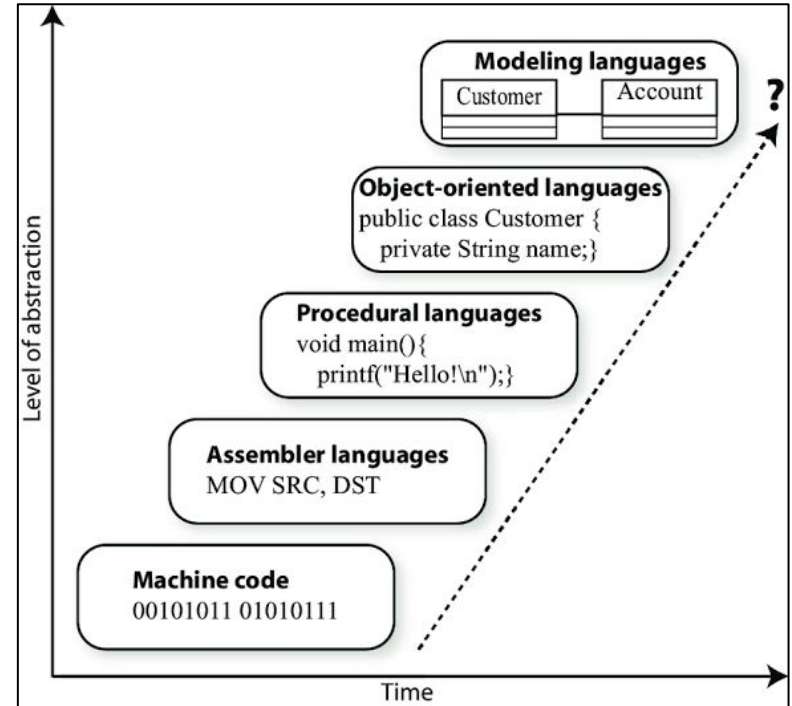 Modeling languages
Customer
Account
?
Object-oriented languages
public class Customer {
private String name;}
Procedural languages
void main(){
printf("Hello!\n");}
Assembler languages
MOV SRC, DST
Machine code
00101011 01010111
Level of abstraction
Time